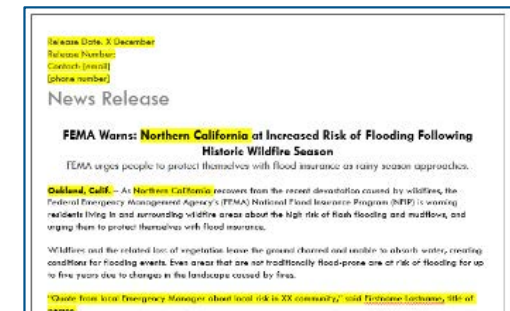 Release Date. X December
Release Number:
Contact: [email]
[phone number]
News Release
FEMA Warns: Northern California at Increased Risk of Flooding Following
Historic Wildfire Season
FEMA urges people to protect themselves with flood insurance as rainy season approaches.
Oakland, Calif. – As Northern California recovers from the recent devastation caused by wildfires, the
Federal Emergency Management Agency's (FEMA) National Flood Insurance Program (NFIP) is warning
residents living in and surrounding wildfire areas about the high risk of flash flooding and mudflows, and
urging them to protect themselves with flood insurance.
Wildfires and the related loss of vegetation leave the ground charred and unable to absorb water, creating
conditions for flooding events. Even areas that are not traditionally flood-prone are at risk of flooding for up
to five years due to changes in the landscape caused by fires.
"Quote from local Emergency Manager about local risk in XX community," said Firstname Lastname, title of